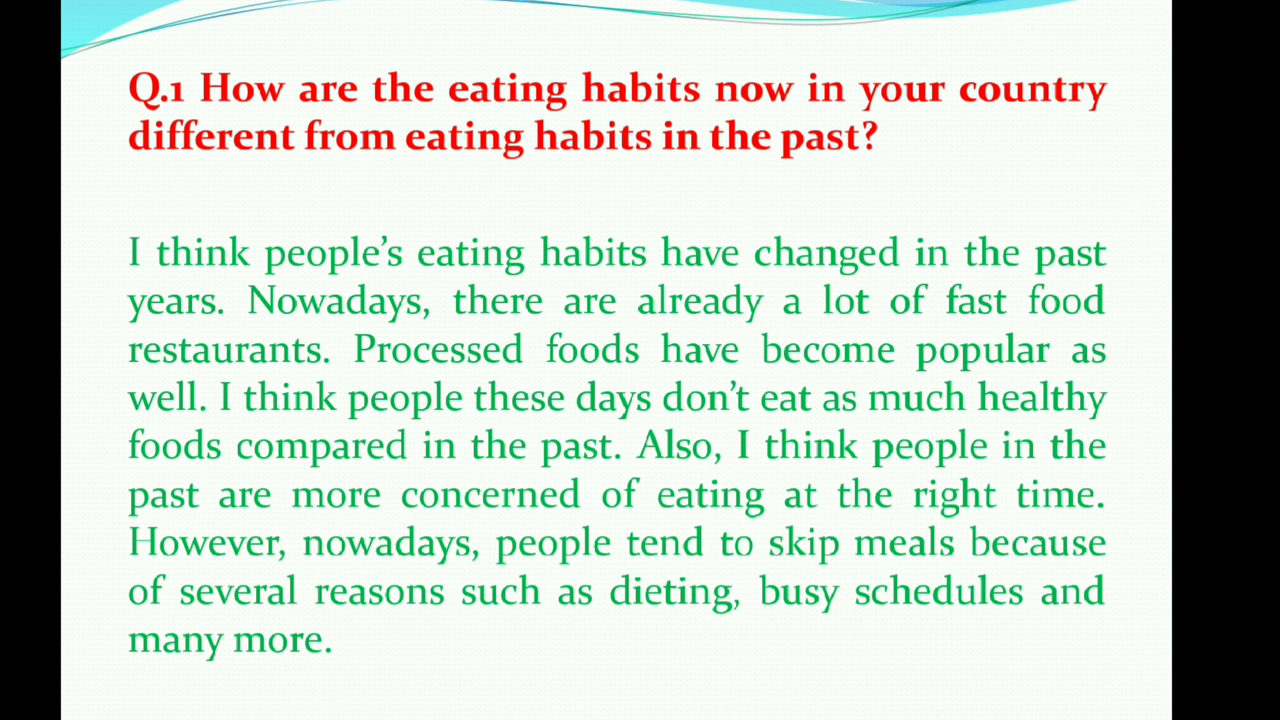 Q.1 How are the eating habits now in your country
different from eating habits in the past?
I think people's eating habits have changed in the past
years. Nowadays, there are already a lot of fast food
restaurants. Processed foods have become popular as
well. I think people these days don't eat as much healthy
foods compared in the past. Also, I think people in the
past are more concerned of eating at the right time.
However, nowadays, people tend to skip meals because
of several reasons such as dieting, busy schedules and
many more.